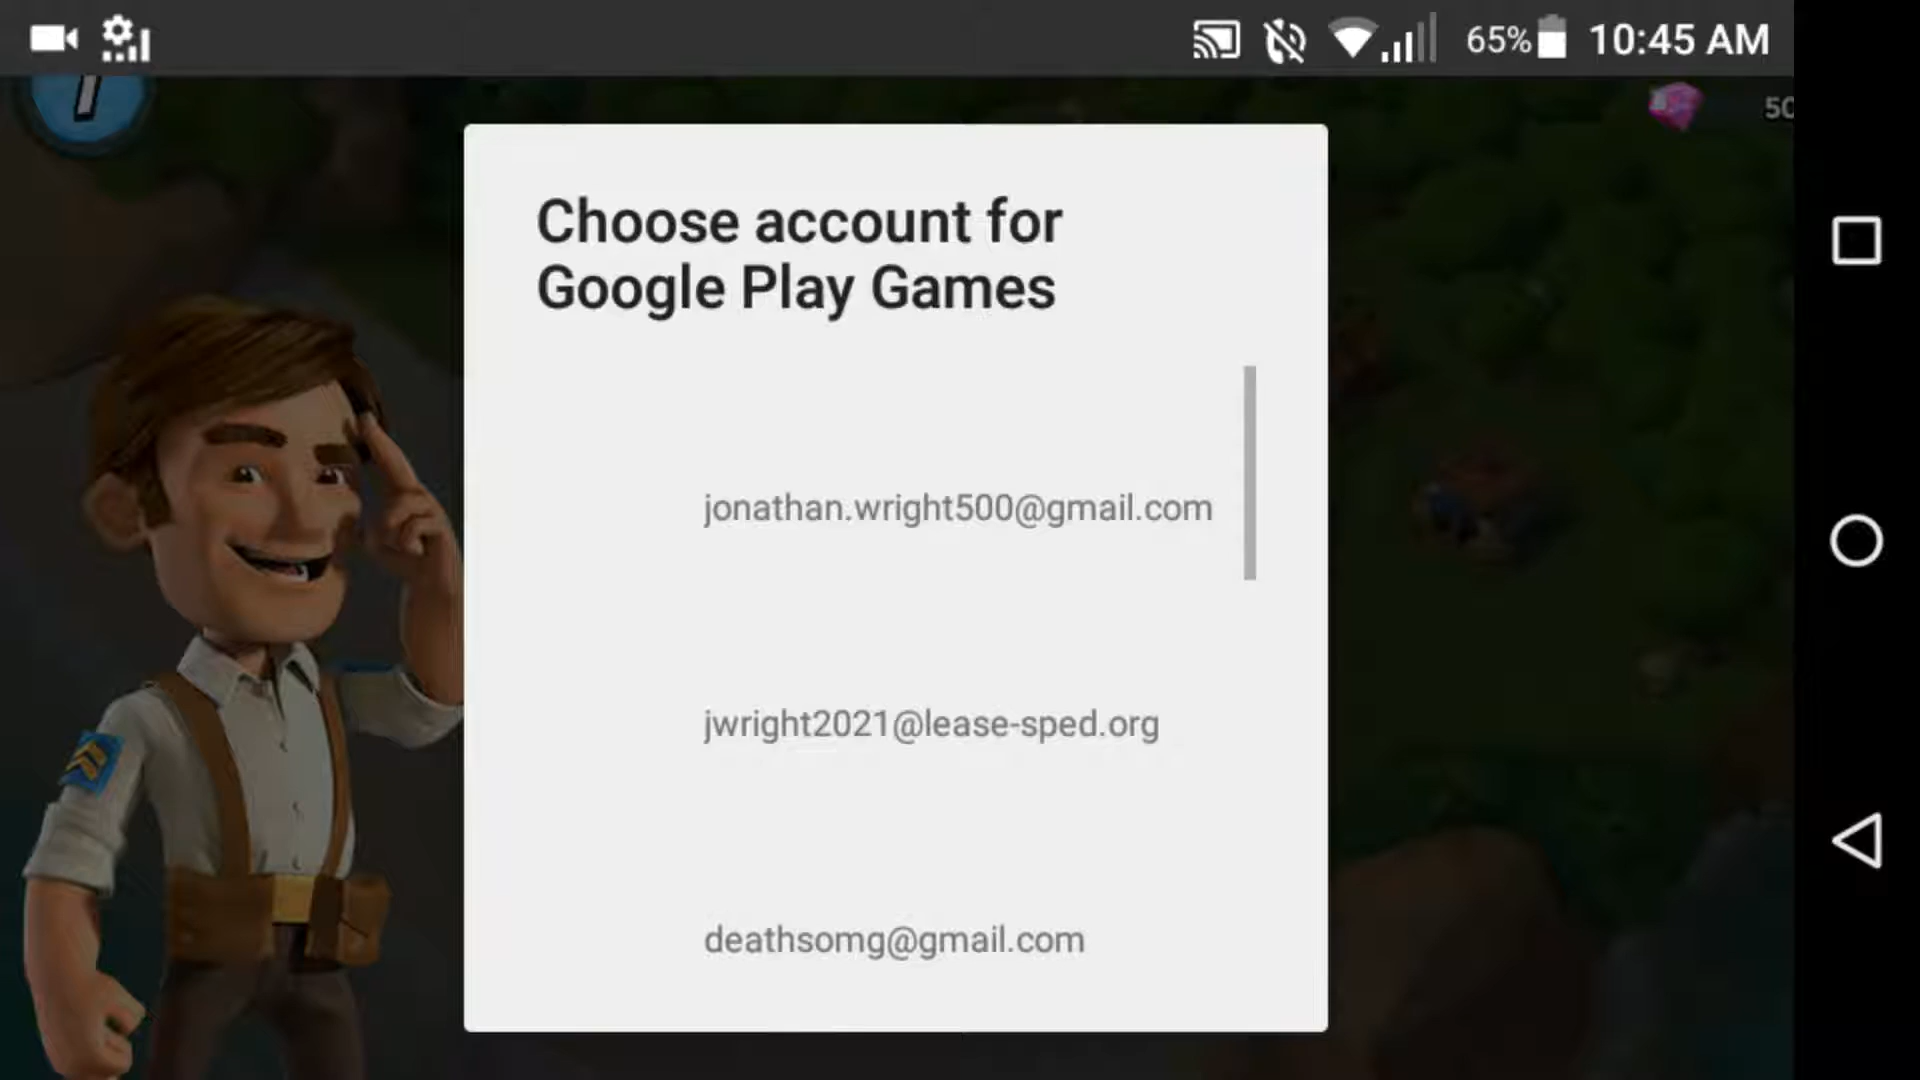 65% 10:45 AM
50
Choose account for
Google Play Games
jonathan.wright500@gmail.com
jwright2021@lease-sped.org
deathsomg@gmail.com